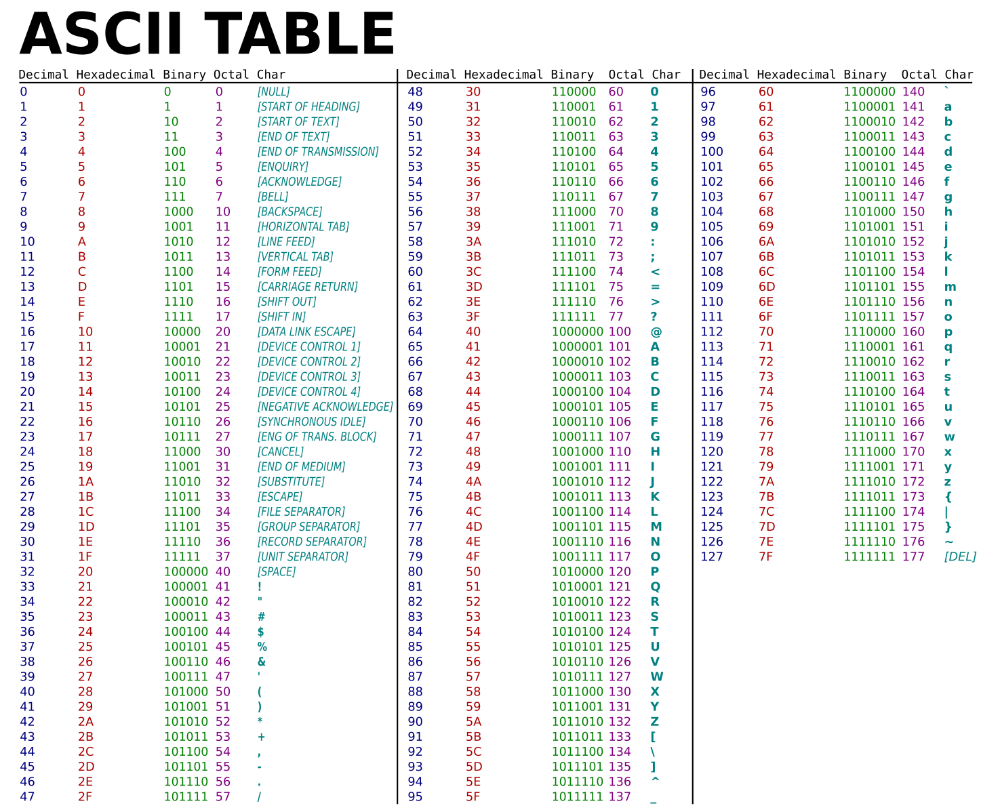 ASCII TABLE
Decimal Hexadecimal Binary Octal Char
0 0 0 0 [NULL]
1 1 1 1 [START OF HEADING]
2 2 10 2 [START OF TEXT]
3 3 11 3 [END OF TEXT]
4 4 100 4 [END OF TRANSMISSION]
5 5 101 5 [ENQUIRY]
6 6 110 6 [ACKNOWLEDGE]
7 7 111 7 [BELL]
8 8 1000 10 [BACKSPACE]
9 9 1001 11 [HORIZONTAL TAB]
10 A 1010 12 [LINE FEED]
11 B 1011 13 [VERTICAL TAB]
12 C 1100 14 [FORM FEED]
13 D 1101 15 [CARRIAGE RETURN]
14 E 1110 16 [SHIFT OUT]
15 F 1111 17 [SHIFT IN]
16 10 10000 20 [DATA LINK ESCAPE]
17 11 10001 21 [DEVICE CONTROL 1]
18 12 10010 22 [DEVICE CONTROL 2]
19 13 10011 23 [DEVICE CONTROL 3]
20 14 10100 24 [DEVICE CONTROL 4]
21 15 10101 25 [NEGATIVE ACKNOWLEDGE]
22 16 10110 26 [SYNCHRONOUS IDLE]
23 17 10111 27 [ENG OF TRANS. BLOCK]
24 18 11000 30 [CANCEL]
25 19 11001 31 [END OF MEDIUM]
26 1A 11010 32 [SUBSTITUTE]
27 1B 11011 33 [ESCAPE]
28 1C 11100 34 [FILE SEPARATOR]
29 1D 11101 35 [GROUP SEPARATOR]
30 1E 11110 36 [RECORD SEPARATOR]
31 1F 11111 37 [UNIT SEPARATOR]
32 20 100000 40 [SPACE]
33 21 100001 41 !
34 22 100010 42 "
35 23 100011 43 #
36 24 100100 44 $
37 25 100101 45 %
38 26 100110 46 &
39 27 100111 47 '
40 28 101000 50 (
41 29 101001 51 )
42 2A 101010 52 *
43 2B 101011 53 +
44 2C 101100 54 ,
45 2D 101101 55 -
46 2E 101110 56 .
47 2F 101111 57 /
Decimal Hexadecimal Binary Octal Char
48 30 110000 60 0
49 31 110001 61 1
50 32 110010 62 2
51 33 110011 63 3
52 34 110100 64 4
53 35 110101 65 5
54 36 110110 66 6
55 37 110111 67 7
56 38 111000 70 8
57 39 111001 71 9
58 3A 111010 72 :
59 3B 111011 73 ;
60 3C 111100 74 <
61 3D 111101 75 =
62 3E 111110 76 >
63 3F 111111 77 ?
64 40 1000000 100 @
65 41 1000001 101 A
66 42 1000010 102 B
67 43 1000011 103 C
68 44 1000100 104 D
69 45 1000101 105 E
70 46 1000110 106 F
71 47 1000111 107 G
72 48 1001000 110 H
73 49 1001001 111 I
74 4A 1001010 112 J
75 4B 1001011 113 K
76 4C 1001100 114 L
77 4D 1001101 115 M
78 4E 1001110 116 N
79 4F 1001111 117 O
80 50 1010000 120 P
81 51 1010001 121 Q
82 52 1010010 122 R
83 53 1010011 123 S
84 54 1010100 124 T
85 55 1010101 125 U
86 56 1010110 126 V
87 57 1010111 127 W
88 58 1011000 130 X
89 59 1011001 131 Y
90 5A 1011010 132 Z
91 5B 1011011 133 [
92 5C 1011100 134 \
93 5D 1011101 135 ]
94 5E 1011110 136 ^
95 5F 1011111 137 _
Decimal Hexadecimal Binary Octal Char
96 60 1100000 140 `
97 61 1100001 141 a
98 62 1100010 142 b
99 63 1100011 143 c
100 64 1100100 144 d
101 65 1100101 145 e
102 66 1100110 146 f
103 67 1100111 147 g
104 68 1101000 150 h
105 69 1101001 151 i
106 6A 1101010 152 j
107 6B 1101011 153 k
108 6C 1101100 154 l
109 6D 1101101 155 m
110 6E 1101110 156 n
111 6F 1101111 157 o
112 70 1110000 160 p
113 71 1110001 161 q
114 72 1110010 162 r
115 73 1110011 163 s
116 74 1110100 164 t
117 75 1110101 165 u
118 76 1110110 166 v
119 77 1110111 167 w
120 78 1111000 170 x
121 79 1111001 171 y
122 7A 1111010 172 z
123 7B 1111011 173 {
124 7C 1111100 174 |
125 7D 1111101 175 }
126 7E 1111110 176 ~
127 7F 1111111 177 [DEL]